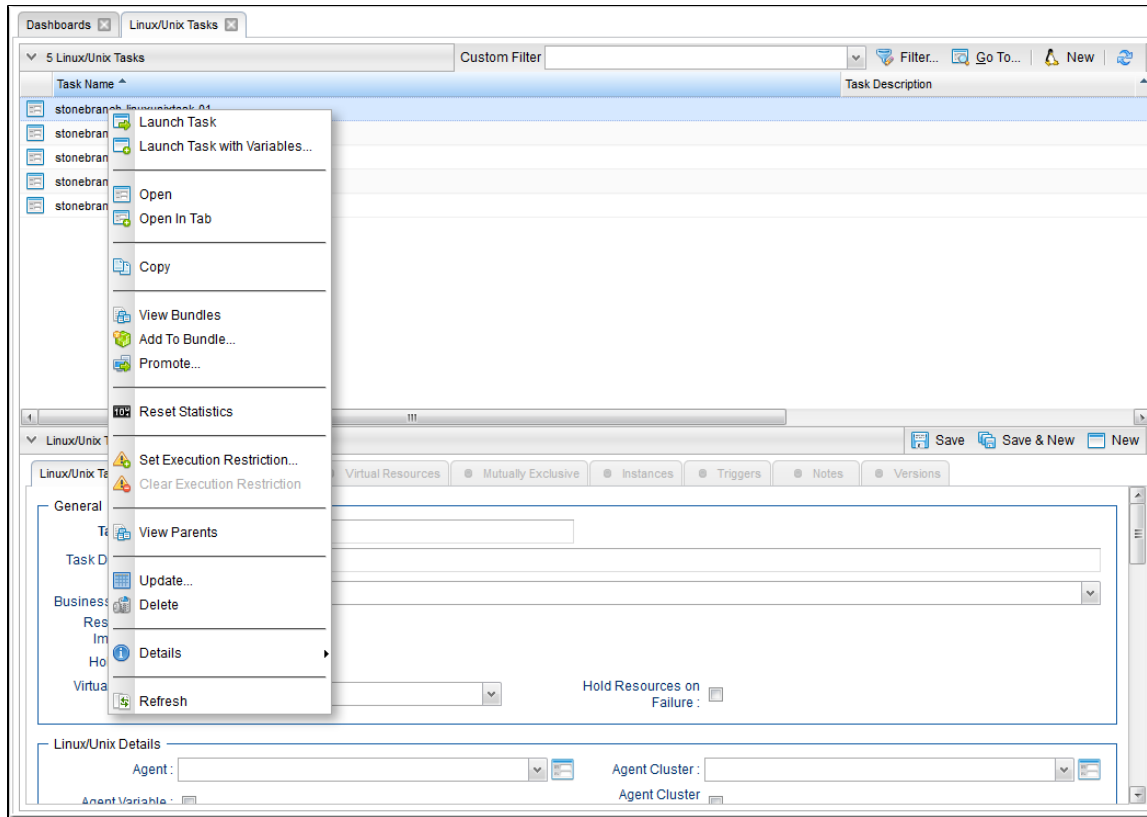 Dashboards Linux/Unix Tasks
5 Linux/Unix Tasks Custom Filter Filter... Go To... New
Task Name Task Description
stonebranch-linuxunixtask-01
Launch Task
stonebran
Launch Task with Variables...
stonebran
stonebran
Open
stonebran
Open In Tab
Copy
View Bundles
Add To Bundle...
Promote...
Reset Statistics
Linux/Unix T Save Save & New New
Set Execution Restriction...
Linux/Unix Ta Virtual Resources Mutually Exclusive Instances Triggers Notes Versions
Clear Execution Restriction
General
Ta View Parents
Task D
Update...
Business
Delete
Res
Im
Details
Ho
Virtua Hold Resources on
Failure :
Refresh
Linux/Unix Details
Agent : Agent Cluster :
Agent Variable : Agent Cluster